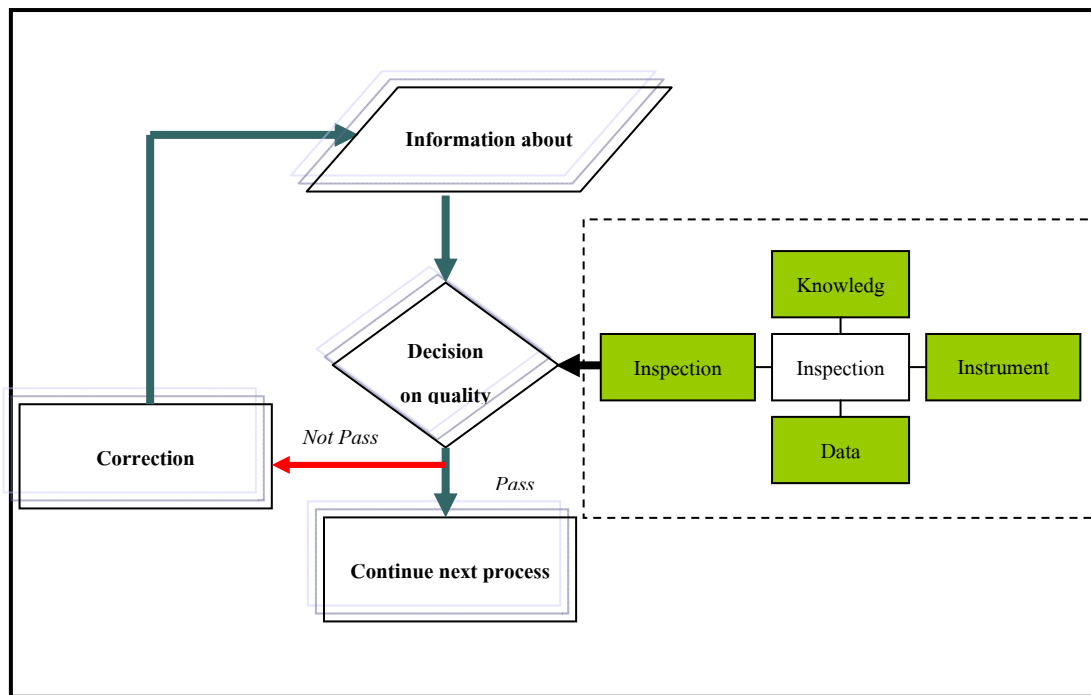 Information about
Knowledg
Decision
on quality
Inspection
Inspection
Instrument
Not Pass
Correction
Data
Pass
Continue next process